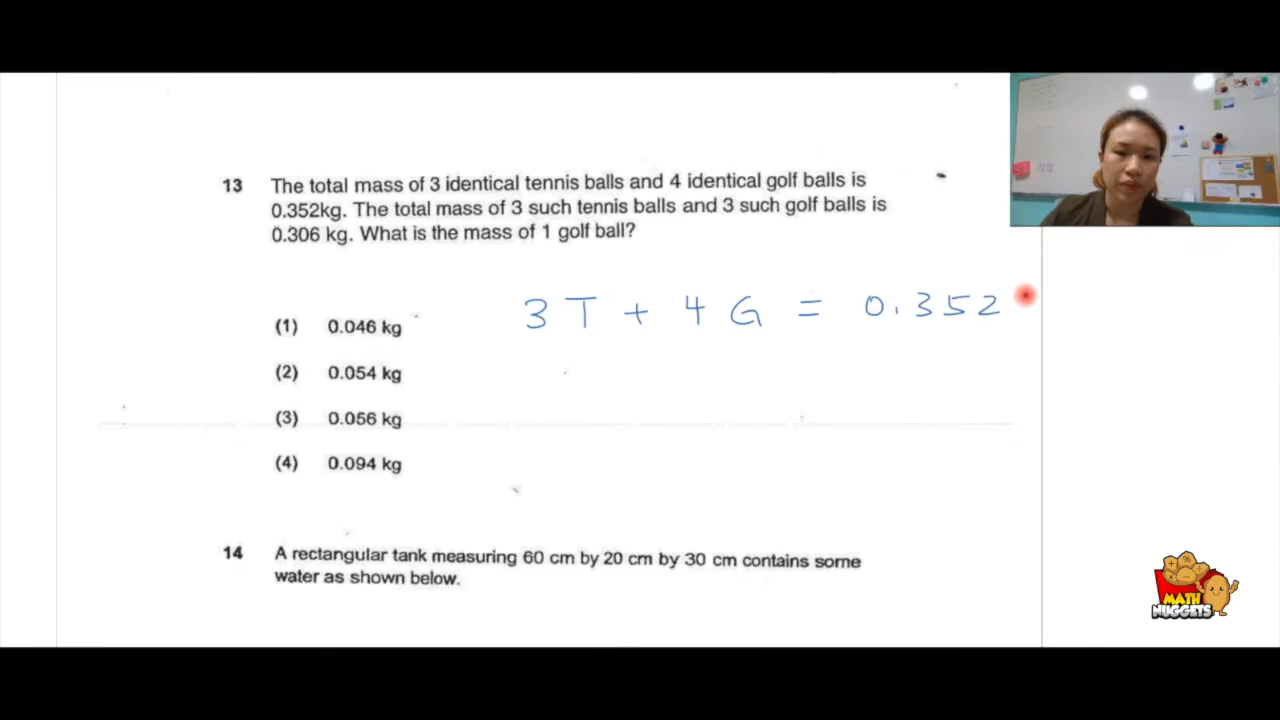 13 The total mass of 3 identical tennis balls and 4 identical golf balls is
0.352kg. The total mass of 3 such tennis balls and 3 such golf balls is
0.306 kg. What is the mass of 1 golf ball?
3 T + 4 G = 0.352
(1) 0.046 kg
(2) 0.054 kg
(3) 0.056 kg
(4) 0.094 kg
14 A rectangular tank measuring 60 cm by 20 cm by 30 cm contains some
water as shown below.
MATH
NUGGETS